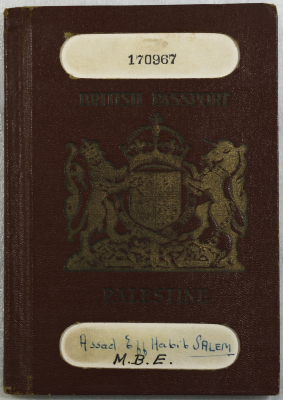 170967
BRITISH PASSPORT
PALESTINE
Assad Eff Habib SALEM
M.B.E.